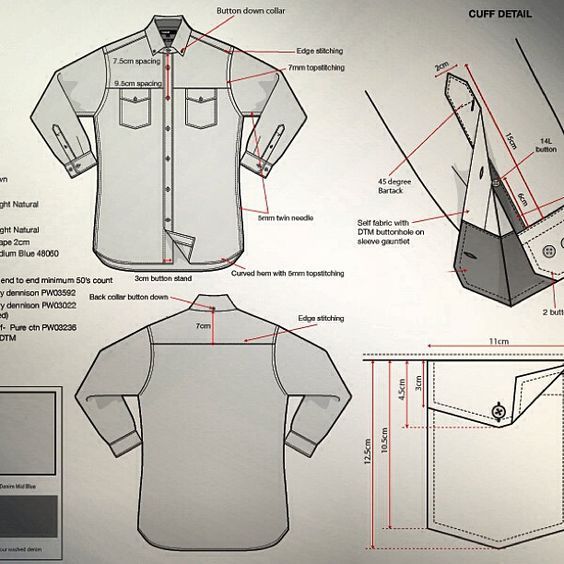 Button down collar
CUFF DETAIL
7.5cm spacing
Edge stitching
7mm topstitching
9.5cm spacing
2cm
15cm
14L
button
6cm
45 degree
Bartack
Self fabric with
DTM buttonhole on
sleeve gauntlet
ght Natural
ght Natural
ape 2cm
dium Blue 48060
5mm twin needle
end to end minimum 50's count
y dennison PW03592
ry dennison PW03022
ed)
f- Pure ctn PW03236
DTM
3cm button stand
Curved hem with 5mm topstitching
2 butto
Back collar button down
7cm
Edge stitching
11cm
3cm
4.5cm
10.5cm
12.5cm
Denim Mid Blue
our washed denim